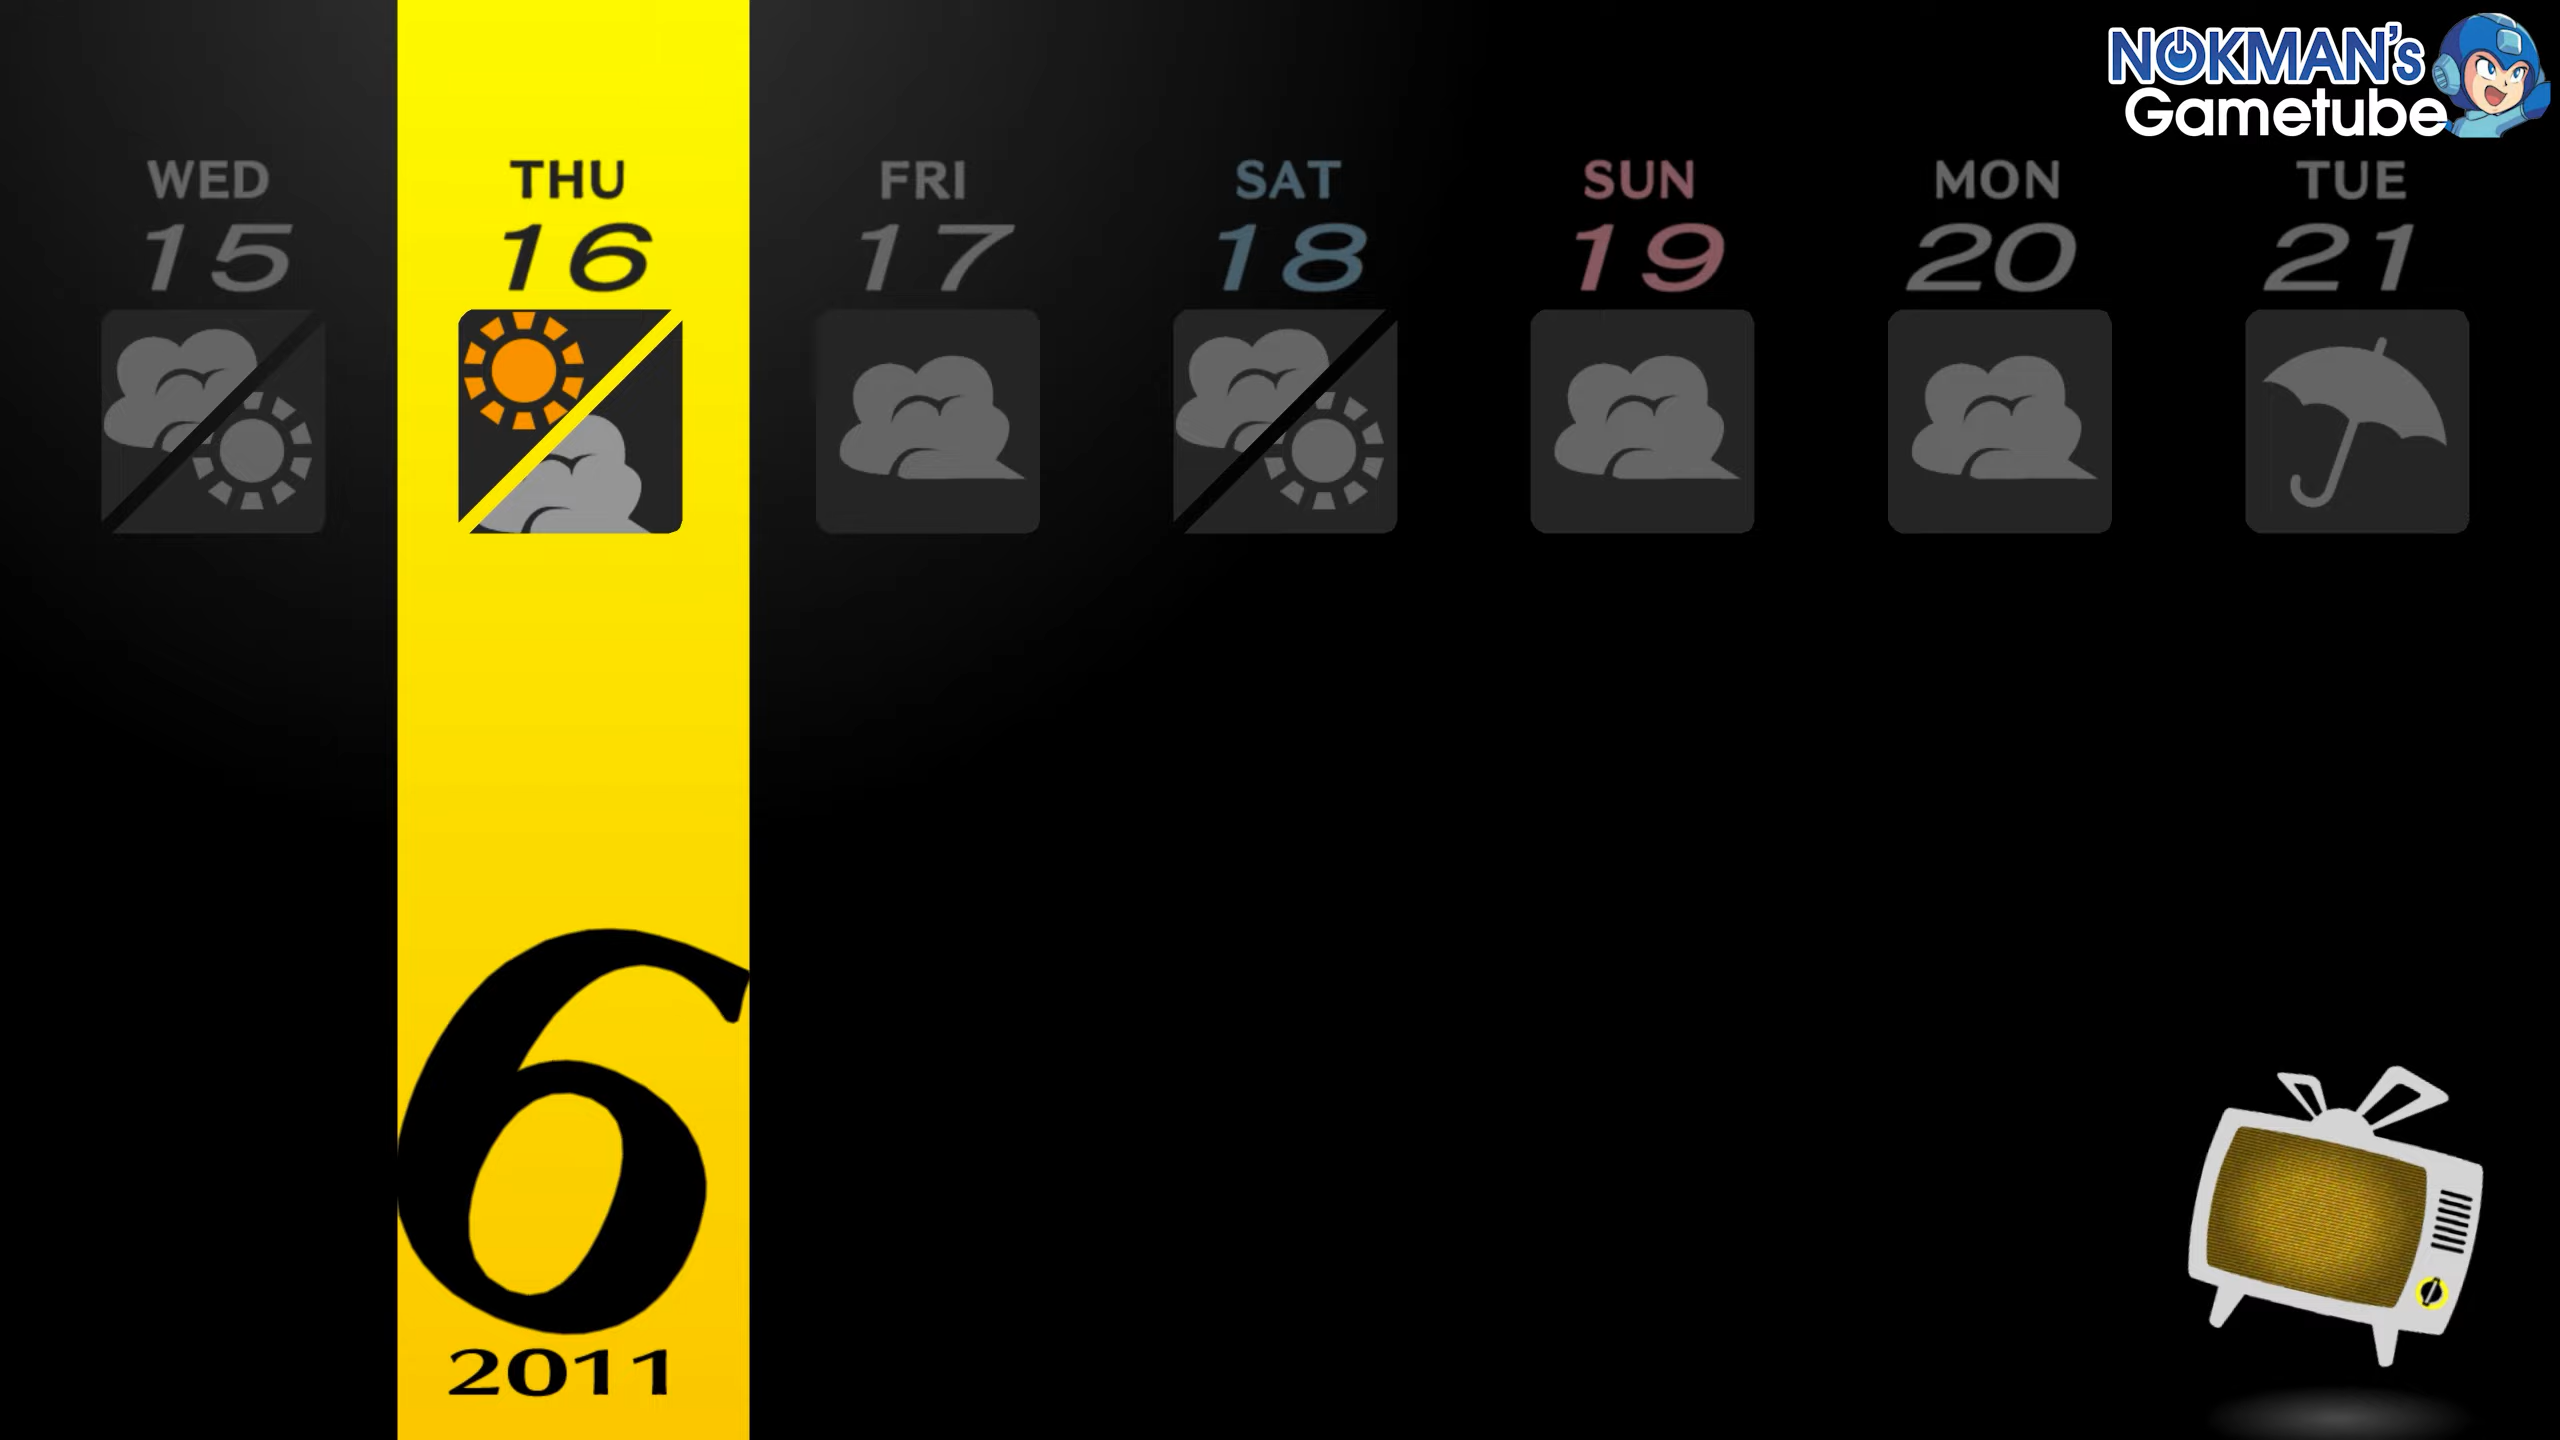 NOKMAN's
Gametube
WED THU FRI SAT SUN MON TUE
15 16 17 18 19 20 21
6
2011